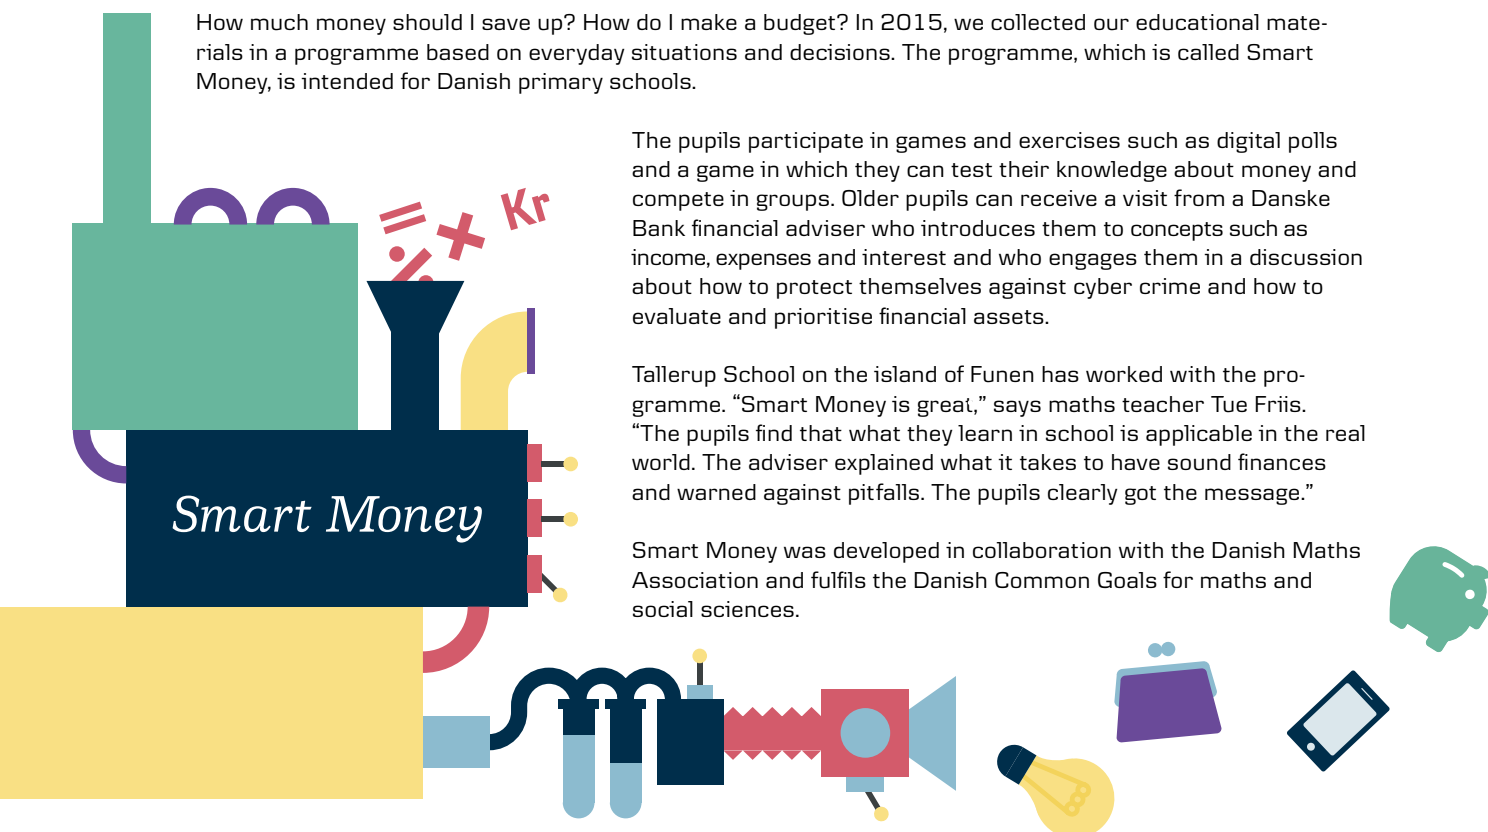 How much money should I save up? How do I make a budget? In 2015, we collected our educational mate-
rials in a programme based on everyday situations and decisions. The programme, which is called Smart
Money, is intended for Danish primary schools.
The pupils participate in games and exercises such as digital polls
and a game in which they can test their knowledge about money and
compete in groups. Older pupils can receive a visit from a Danske
Bank financial adviser who introduces them to concepts such as
income, expenses and interest and who engages them in a discussion
about how to protect themselves against cyber crime and how to
evaluate and prioritise financial assets.
Tallerup School on the island of Funen has worked with the pro-
gramme. “Smart Money is great,” says maths teacher Tue Friis.
“The pupils find that what they learn in school is applicable in the real
world. The adviser explained what it takes to have sound finances
and warned against pitfalls. The pupils clearly got the message.”
Smart Money was developed in collaboration with the Danish Maths
Association and fulfils the Danish Common Goals for maths and
social sciences.
= + Kr
%
Smart Money